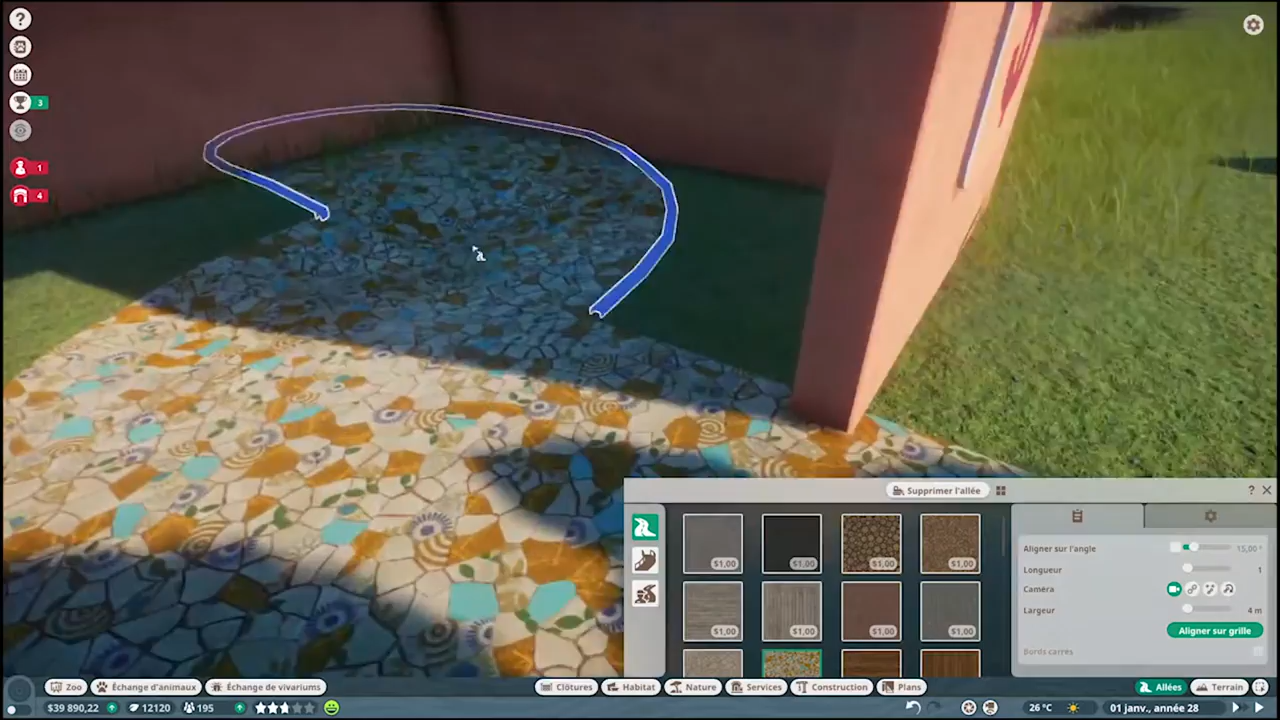 ?
3
1
4
Supprimer l'allée
?
$1,00 $1,00 $1,00 $1,00
$1,00 $1,00 $1,00 $1,00
Aligner sur l'angle 15,00 °
Longueur 1
Caméra
Largeur 4 m
Aligner sur grille
Bords carrés
Zoo Échange d'animaux Échange de vivariums Clôtures Habitat Nature Services Construction Plans Allées Terrain
$39 890,22 12120 195 26 °C 01 janv., année 28